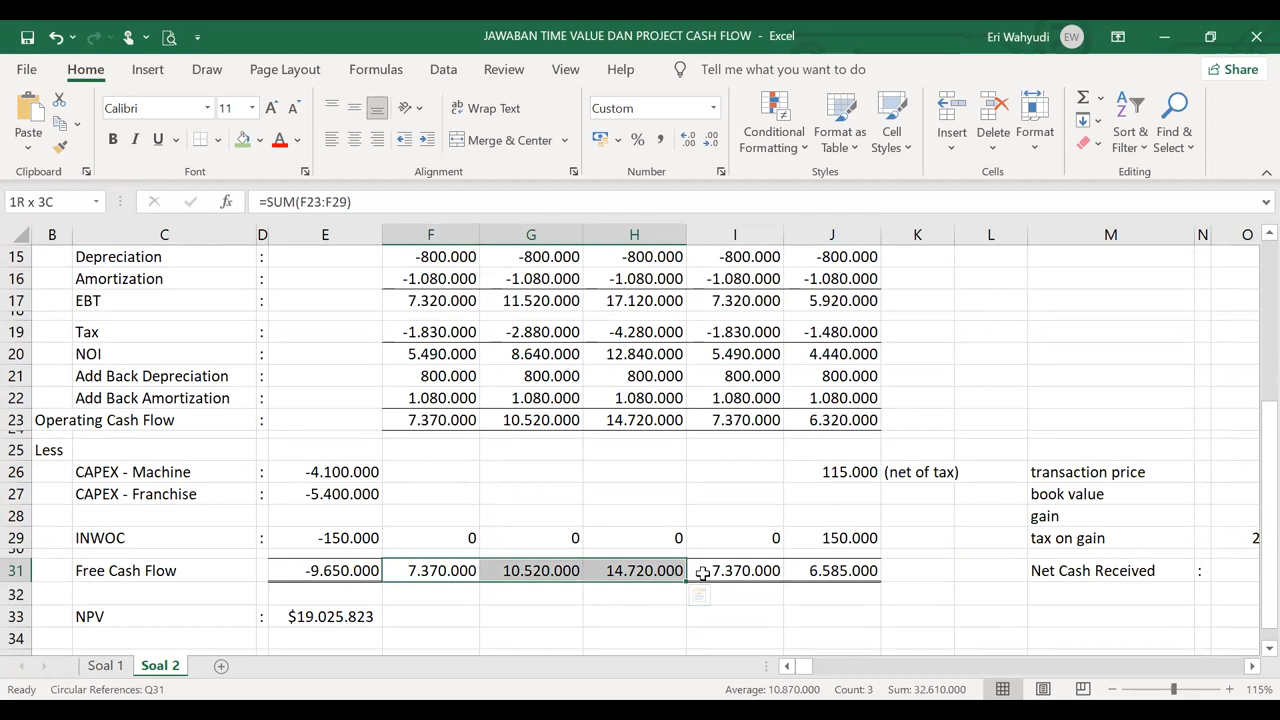 JAWABAN TIME VALUE DAN PROJECT CASH FLOW - Excel
Eri Wahyudi EW
File Home Insert Draw Page Layout Formulas Data Review View Help Tell me what you want to do Share
Paste
Calibri 11
Wrap Text
Custom
B I U
Merge & Center
Conditional Formatting
Format as Table
Cell Styles
Insert Delete Format
Sort & Filter
Find & Select
Clipboard Font Alignment Number Styles Cells Editing
1R x 3C fx =SUM(F23:F29)
B C D E F G H I J K L M N O
15 Depreciation : -800.000 -800.000 -800.000 -800.000 -800.000
16 Amortization : -1.080.000 -1.080.000 -1.080.000 -1.080.000 -1.080.000
17 EBT : 7.320.000 11.520.000 17.120.000 7.320.000 5.920.000
19 Tax : -1.830.000 -2.880.000 -4.280.000 -1.830.000 -1.480.000
20 NOI : 5.490.000 8.640.000 12.840.000 5.490.000 4.440.000
21 Add Back Depreciation : 800.000 800.000 800.000 800.000 800.000
22 Add Back Amortization : 1.080.000 1.080.000 1.080.000 1.080.000 1.080.000
23 Operating Cash Flow : 7.370.000 10.520.000 14.720.000 7.370.000 6.320.000
25 Less
26 CAPEX - Machine : -4.100.000 115.000 (net of tax) transaction price
27 CAPEX - Franchise : -5.400.000 book value
28 gain
29 INWOC : -150.000 0 0 0 0 150.000 tax on gain 2
31 Free Cash Flow : -9.650.000 7.370.000 10.520.000 14.720.000 7.370.000 6.585.000 Net Cash Received :
32
33 NPV : $19.025.823
34
Soal 1 Soal 2
Ready Circular References: Q31 Average: 10.870.000 Count: 3 Sum: 32.610.000 115%